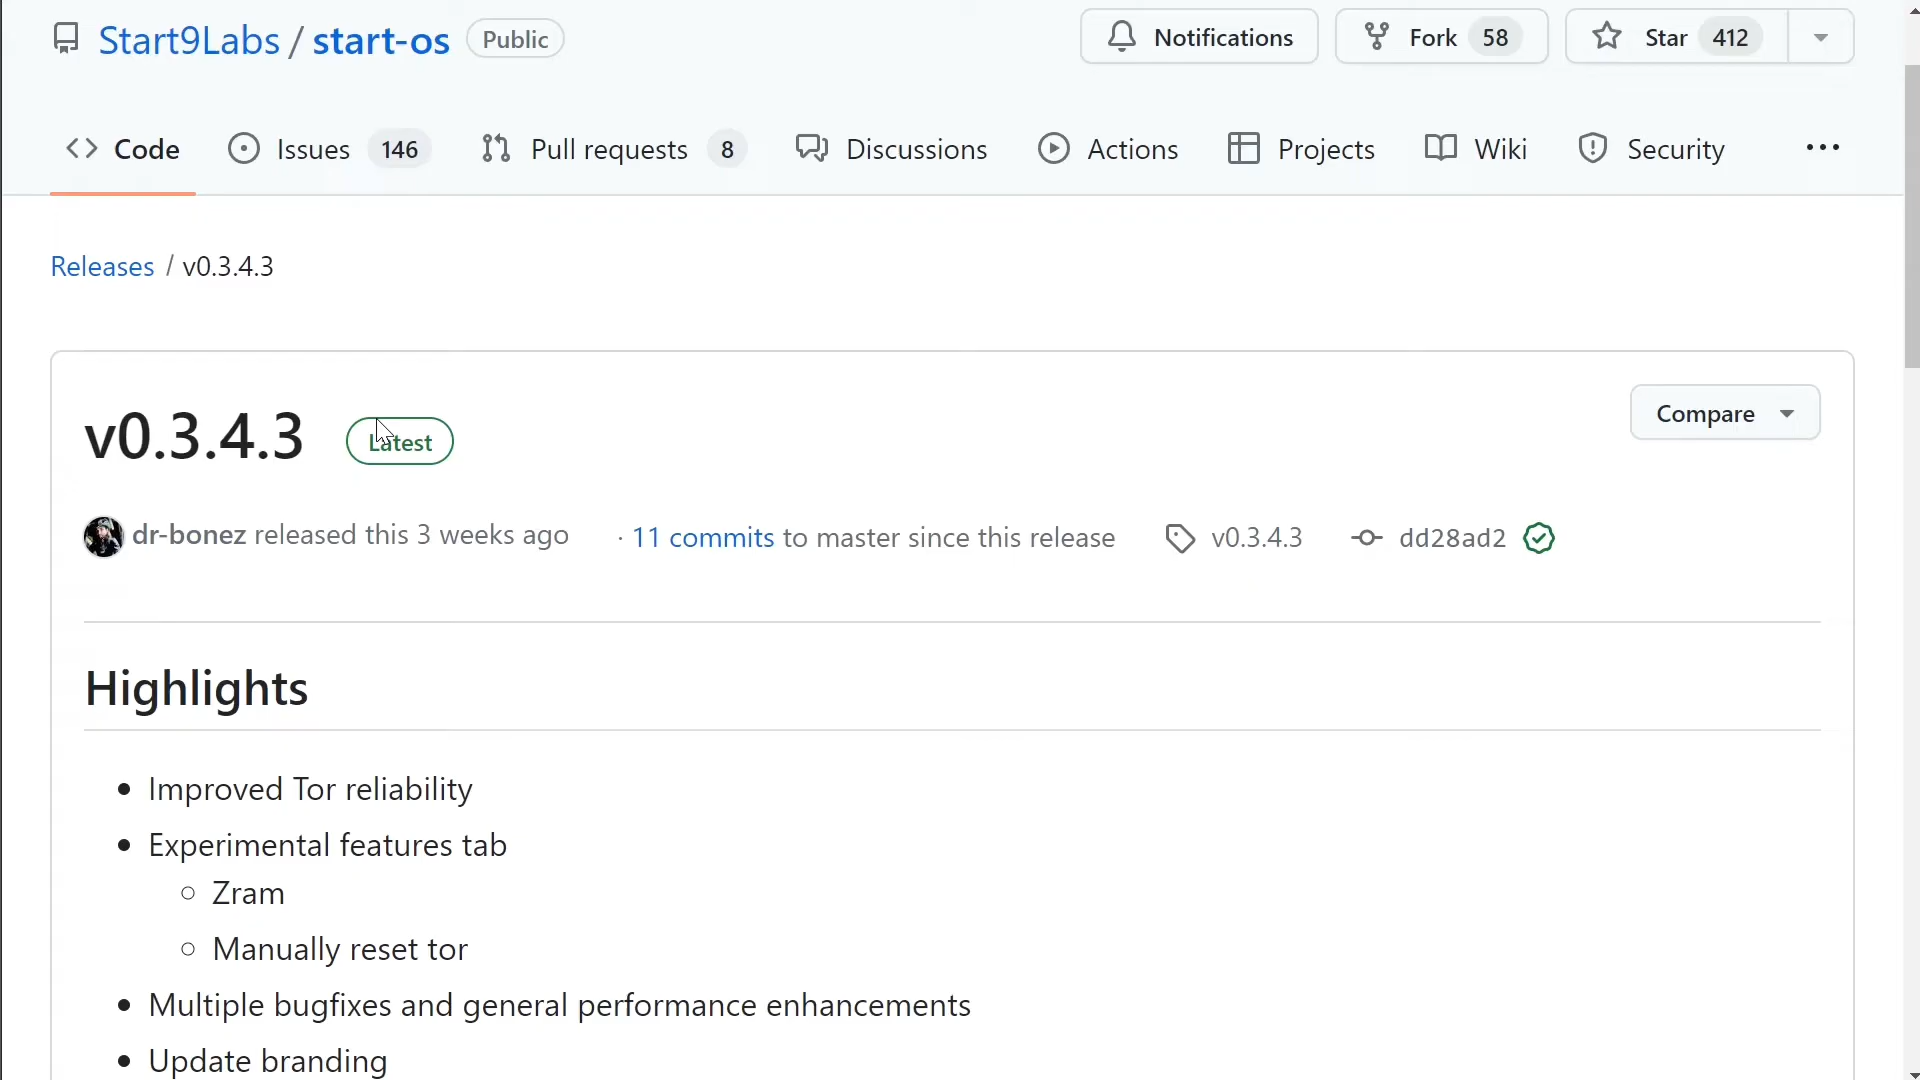 Start9Labs / start-os Public Notifications Fork 58 Star 412
Code Issues 146 Pull requests 8 Discussions Actions Projects Wiki Security ...
Releases / v0.3.4.3
v0.3.4.3 Latest Compare
dr-bonez released this 3 weeks ago · 11 commits to master since this release v0.3.4.3 dd28ad2
Highlights
• Improved Tor reliability
• Experimental features tab
○ Zram
○ Manually reset tor
• Multiple bugfixes and general performance enhancements
• Update branding